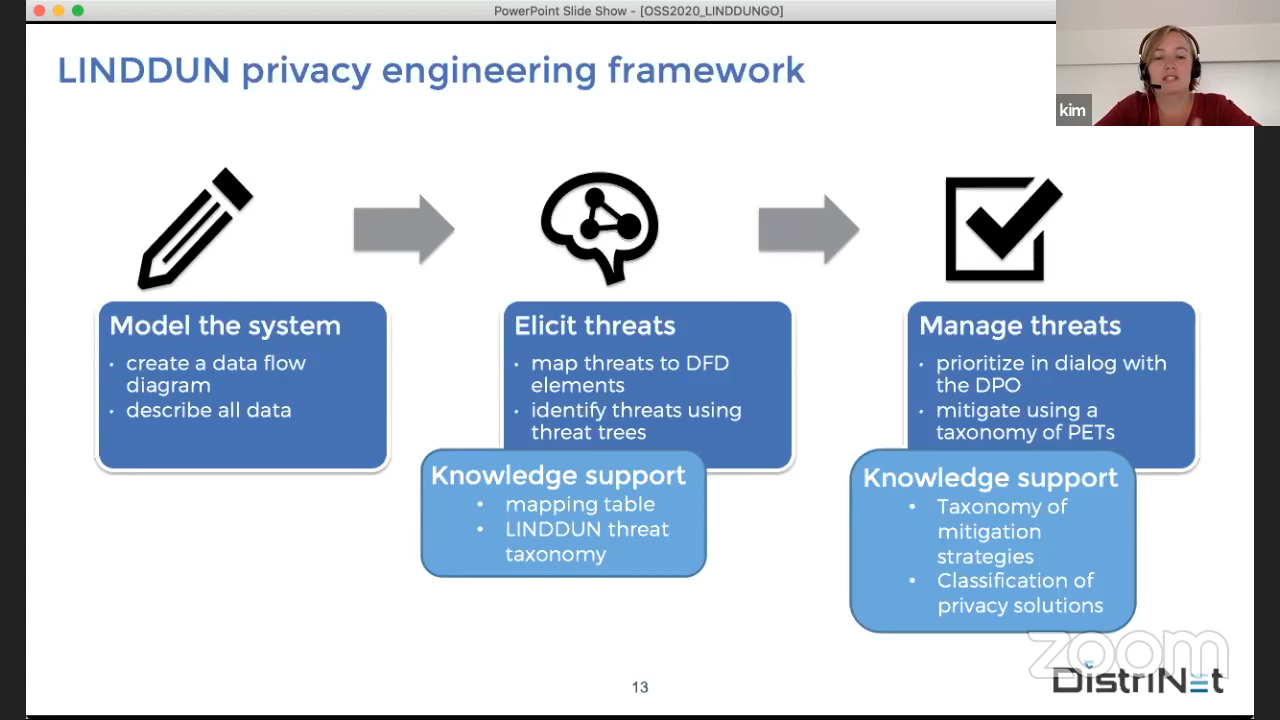 PowerPoint Slide Show - [OSS2020_LINDDUNGO]
LINDDUN privacy engineering framework
kim
Model the system
• create a data flow
diagram
• describe all data
Elicit threats
• map threats to DFD
elements
• identify threats using
threat trees
Knowledge support
• mapping table
• LINDDUN threat
taxonomy
Manage threats
• prioritize in dialog with
the DPO
• mitigate using a
taxonomy of PETs
Knowledge support
• Taxonomy of
mitigation
strategies
• Classification of
privacy solutions
zoom
DistriNet
13